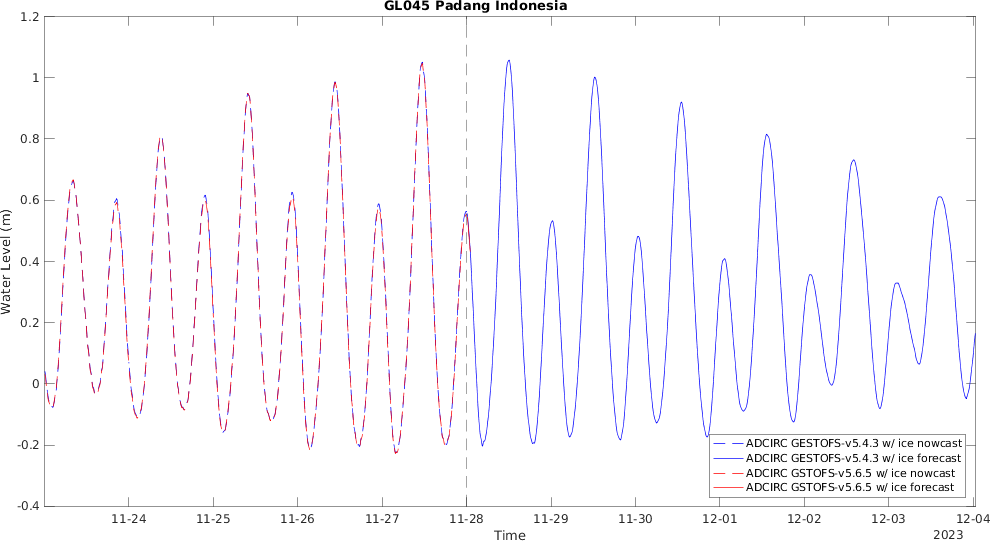 GL045 Padang Indonesia
1.2
1
0.8
0.6
0.4
0.2
0
-0.2
-0.4
Water Level (m)
ADCIRC GESTOFS-v5.4.3 w/ ice nowcast
ADCIRC GESTOFS-v5.4.3 w/ ice forecast
ADCIRC GSTOFS-v5.6.5 w/ ice nowcast
ADCIRC GSTOFS-v5.6.5 w/ ice forecast
11-24 11-25 11-26 11-27 11-28 11-29 11-30 12-01 12-02 12-03 12-04
Time
2023